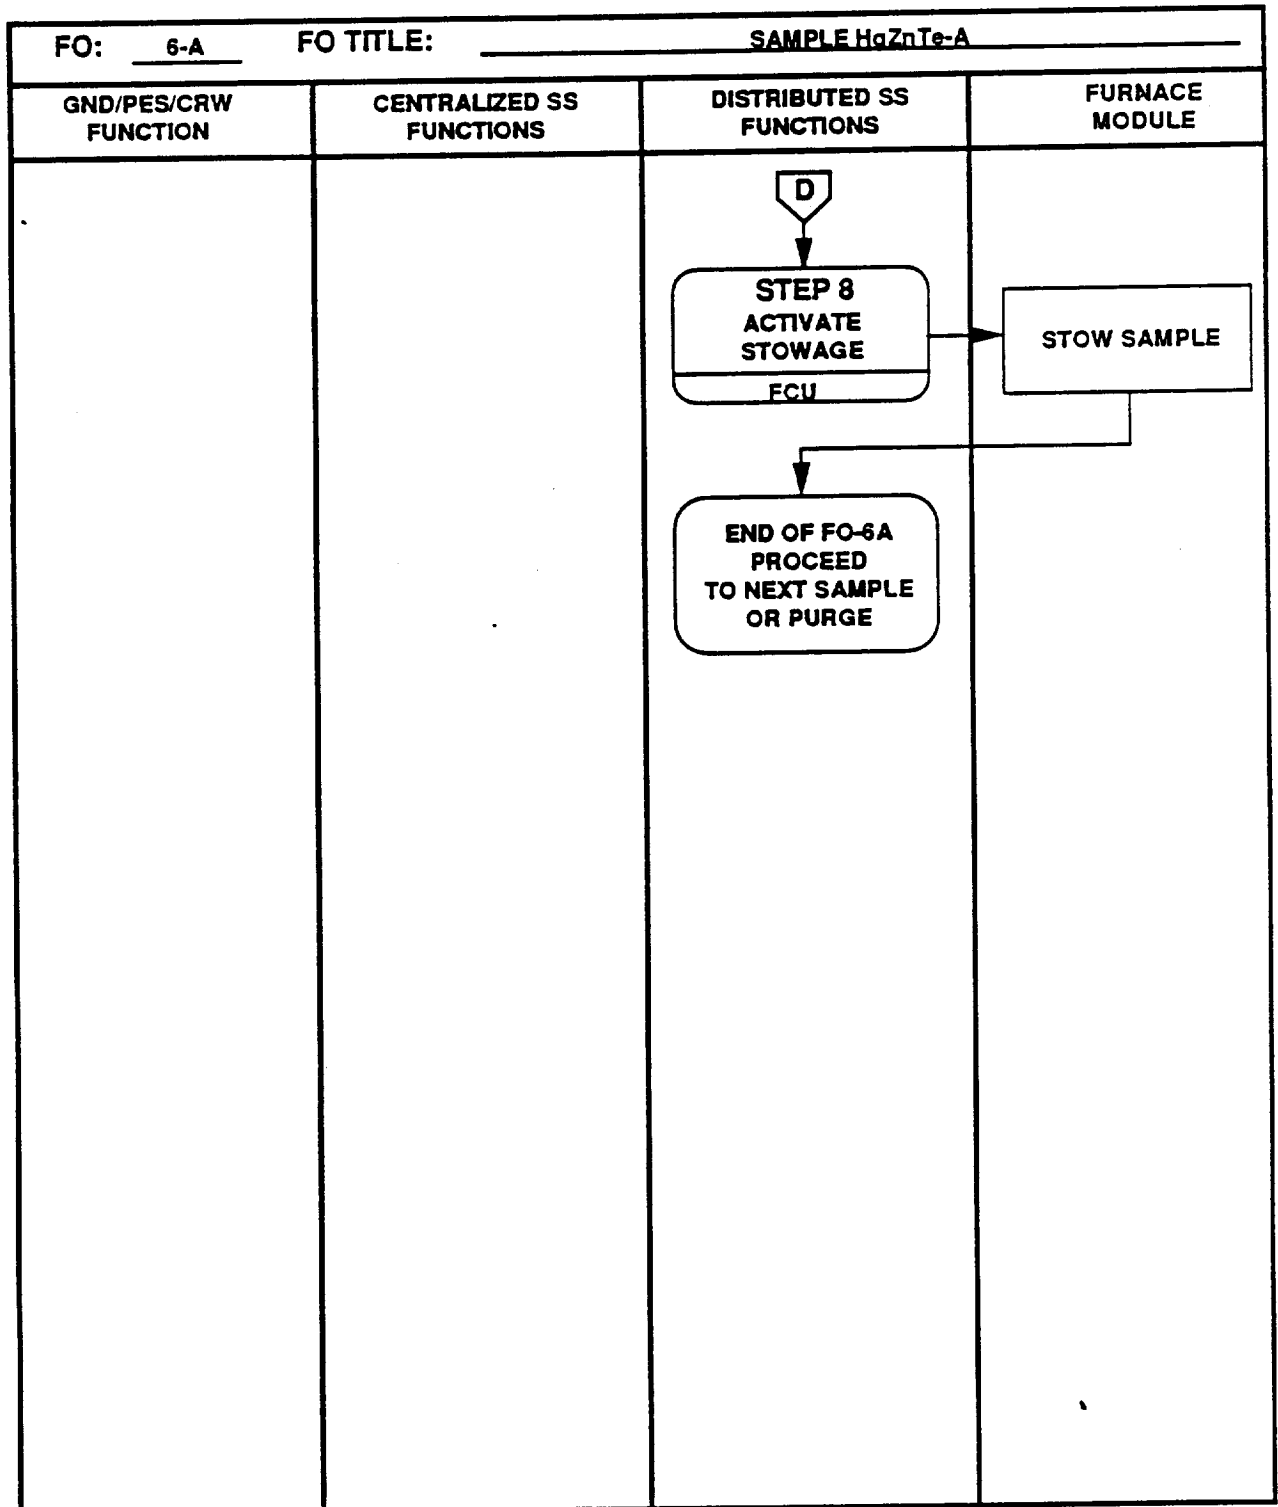 FO: 6-A FO TITLE: SAMPLE HgZnTe-A
GND/PES/CRW
FUNCTION
CENTRALIZED SS
FUNCTIONS
DISTRIBUTED SS
FUNCTIONS
FURNACE
MODULE
D
STEP 8
ACTIVATE
STOWAGE
FCU
STOW SAMPLE
END OF FO-6A
PROCEED
TO NEXT SAMPLE
OR PURGE